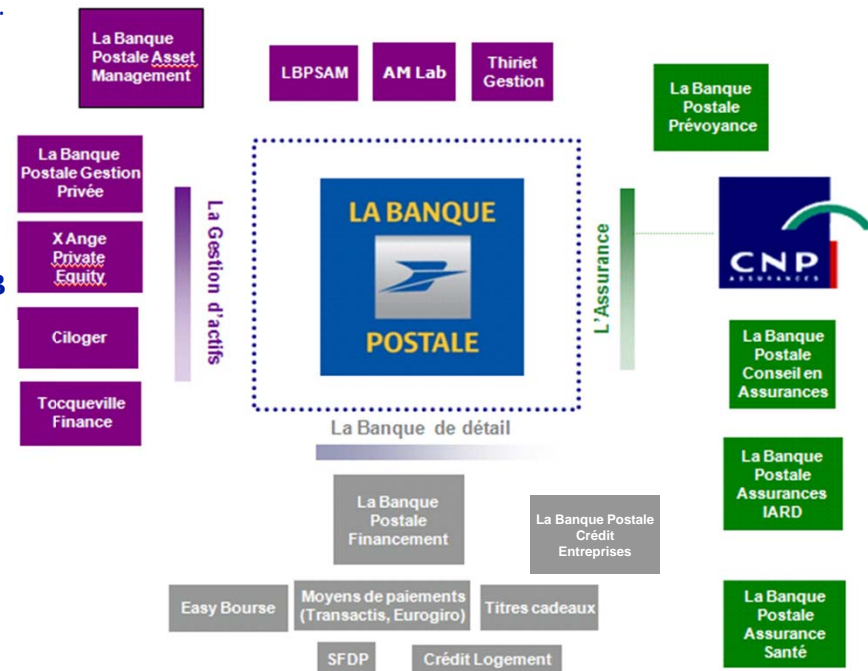 La Banque
Postale Asset
Management
LBPSAM
AM Lab
Thiriet
Gestion
La Banque
Postale
Prévoyance
La Banque
Postale Gestion
Privée
X Ange
Private
Equity
Ciloger
Tocqueville
Finance
La Gestion d'actifs
LA BANQUE
POSTALE
L'Assurance
CNP
ASSURANCES
La Banque
Postale
Conseil en
Assurances
La Banque
Postale
Assurances
IARD
La Banque
Postale
Assurance
Santé
La Banque de détail
La Banque
Postale
Financement
La Banque Postale
Crédit
Entreprises
Easy Bourse
Moyens de paiements
(Transactis, Eurogiro)
Titres cadeaux
SFDP
Crédit Logement